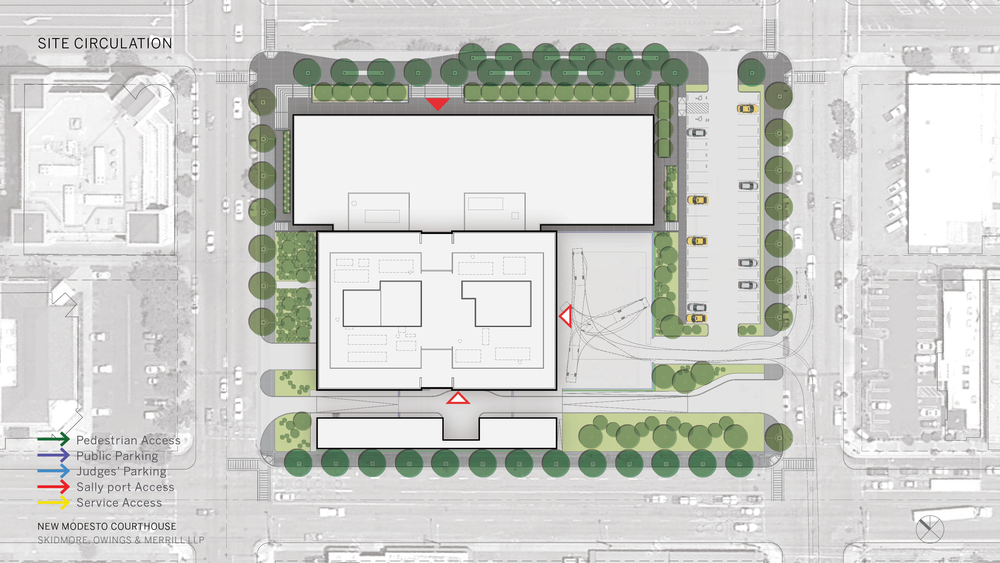 SITE CIRCULATION
Pedestrian Access
Public Parking
Judges' Parking
Sally port Access
Service Access
NEW MODESTO COURTHOUSE
SKIDMORE, OWINGS & MERRILL LLP